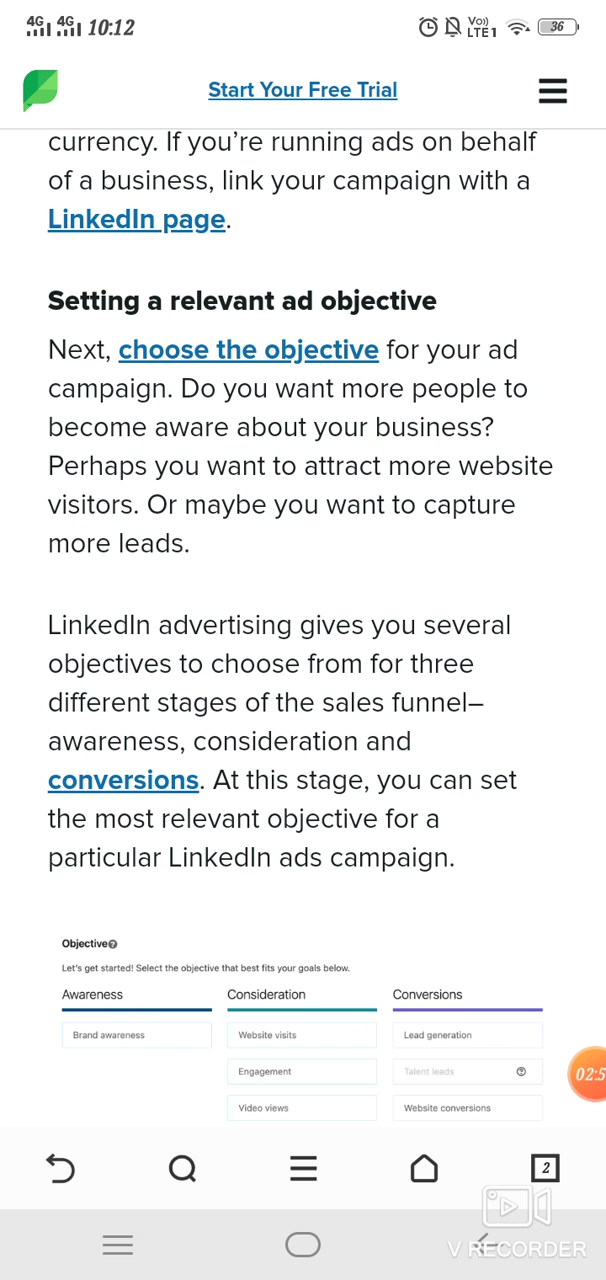 4G 4G 10:12 Vo)) LTE1 36
Start Your Free Trial
currency. If you’re running ads on behalf
of a business, link your campaign with a
LinkedIn page.
Setting a relevant ad objective
Next, choose the objective for your ad
campaign. Do you want more people to
become aware about your business?
Perhaps you want to attract more website
visitors. Or maybe you want to capture
more leads.
LinkedIn advertising gives you several
objectives to choose from for three
different stages of the sales funnel–
awareness, consideration and
conversions. At this stage, you can set
the most relevant objective for a
particular LinkedIn ads campaign.
Objective
Let's get started! Select the objective that best fits your goals below.
Awareness Consideration Conversions
Brand awareness Website visits Lead generation
Engagement Talent leads
Video views Website conversions
02:5
2
V RECORDER